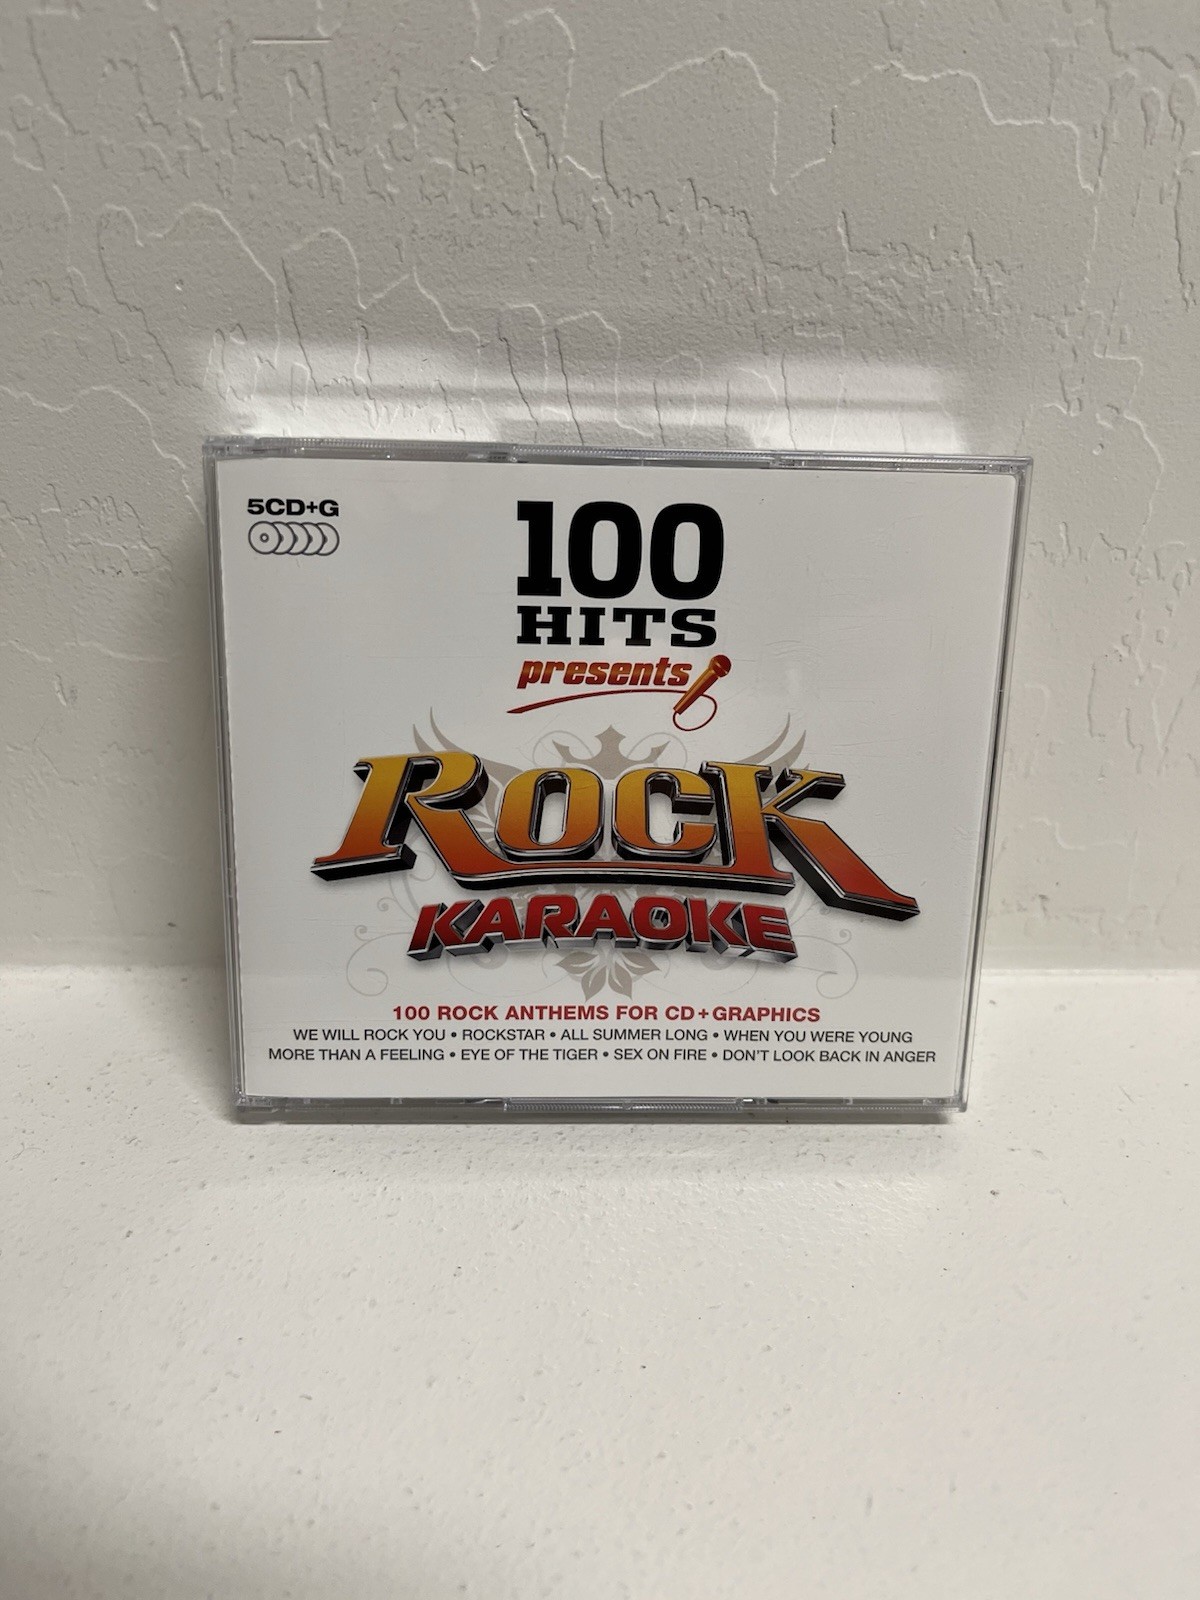 5CD+G
100
HITS
presents
ROCK
KARAOKE
100 ROCK ANTHEMS FOR CD+GRAPHICS
WE WILL ROCK YOU • ROCKSTAR • ALL SUMMER LONG • WHEN YOU WERE YOUNG
MORE THAN A FEELING • EYE OF THE TIGER • SEX ON FIRE • DON'T LOOK BACK IN ANGER